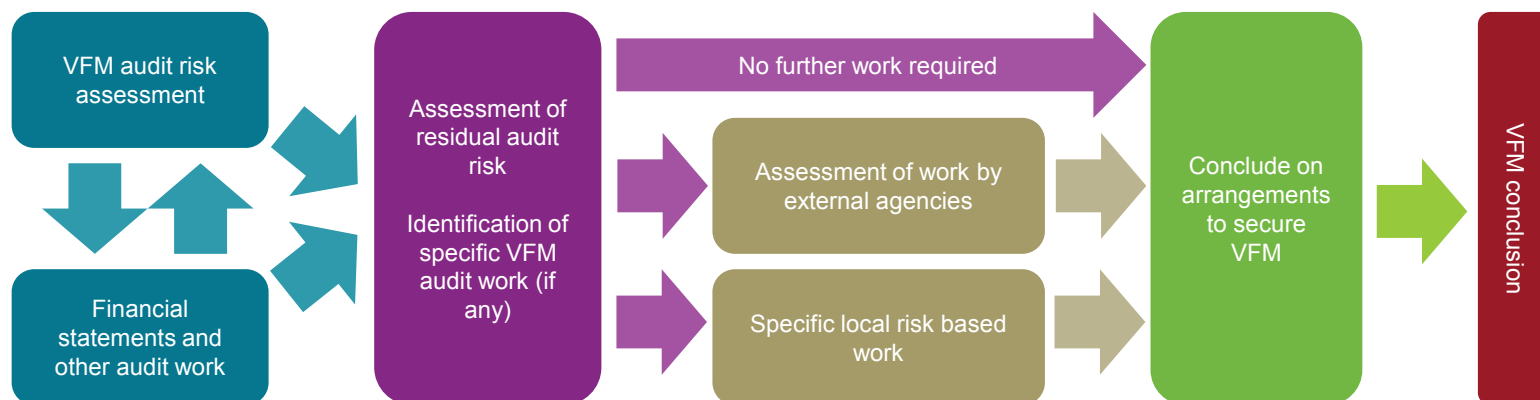 VFM audit risk
assessment
Financial
statements and
other audit work
Assessment of
residual audit
risk
Identification of
specific VFM
audit work (if
any)
No further work required
Assessment of work by
external agencies
Specific local risk based
work
Conclude on
arrangements
to secure
VFM
VFM conclusion